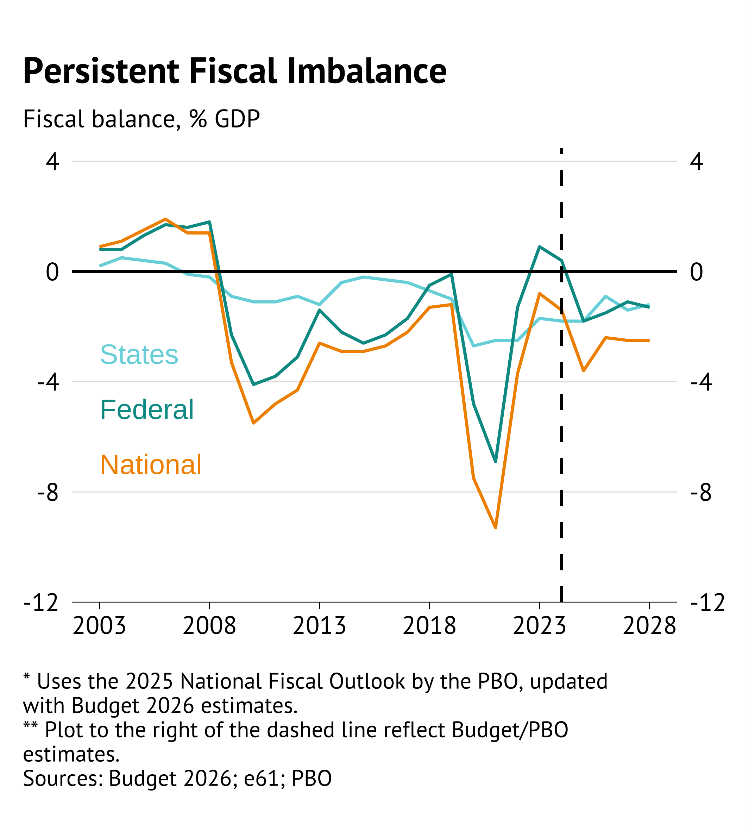 Persistent Fiscal Imbalance
Fiscal balance, % GDP
4 4
0 0
States
-4 -4
Federal
National
-8 -8
-12 -12
2003 2008 2013 2018 2023 2028
* Uses the 2025 National Fiscal Outlook by the PBO, updated
with Budget 2026 estimates.
** Plot to the right of the dashed line reflect Budget/PBO
estimates.
Sources: Budget 2026; e61; PBO